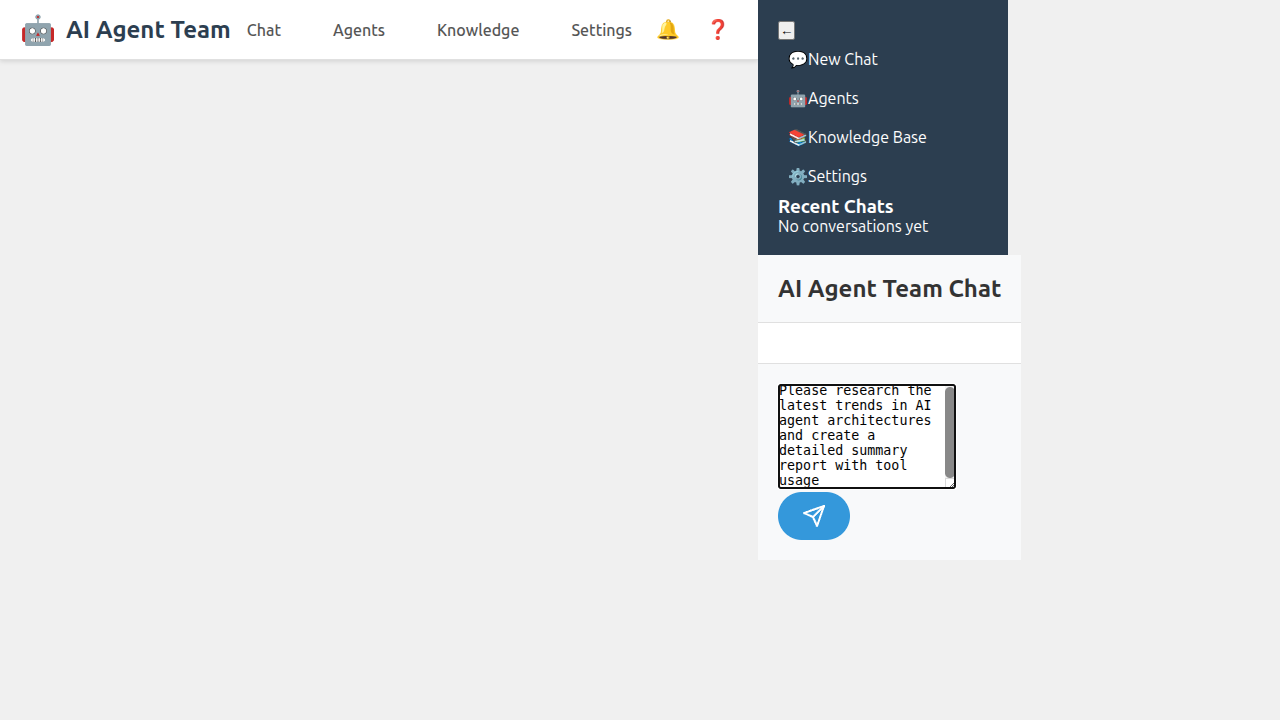 AI Agent Team
Chat
Agents
Knowledge
Settings
←
New Chat
Agents
Knowledge Base
Settings
Recent Chats
No conversations yet
AI Agent Team Chat
Please research the
latest trends in AI
agent architectures
and create a
detailed summary
report with tool
usage